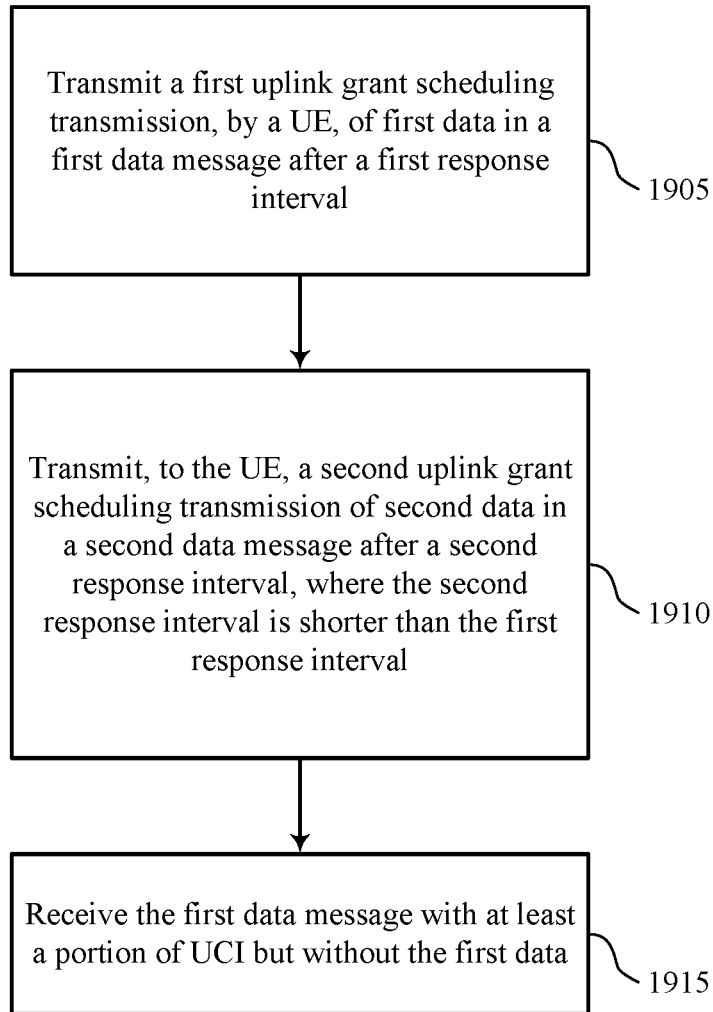 Transmit a first uplink grant scheduling
transmission, by a UE, of first data in a
first data message after a first response
interval
1905
Transmit, to the UE, a second uplink grant
scheduling transmission of second data in
a second data message after a second
response interval, where the second
response interval is shorter than the first
response interval
1910
Receive the first data message with at least
a portion of UCI but without the first data
1915